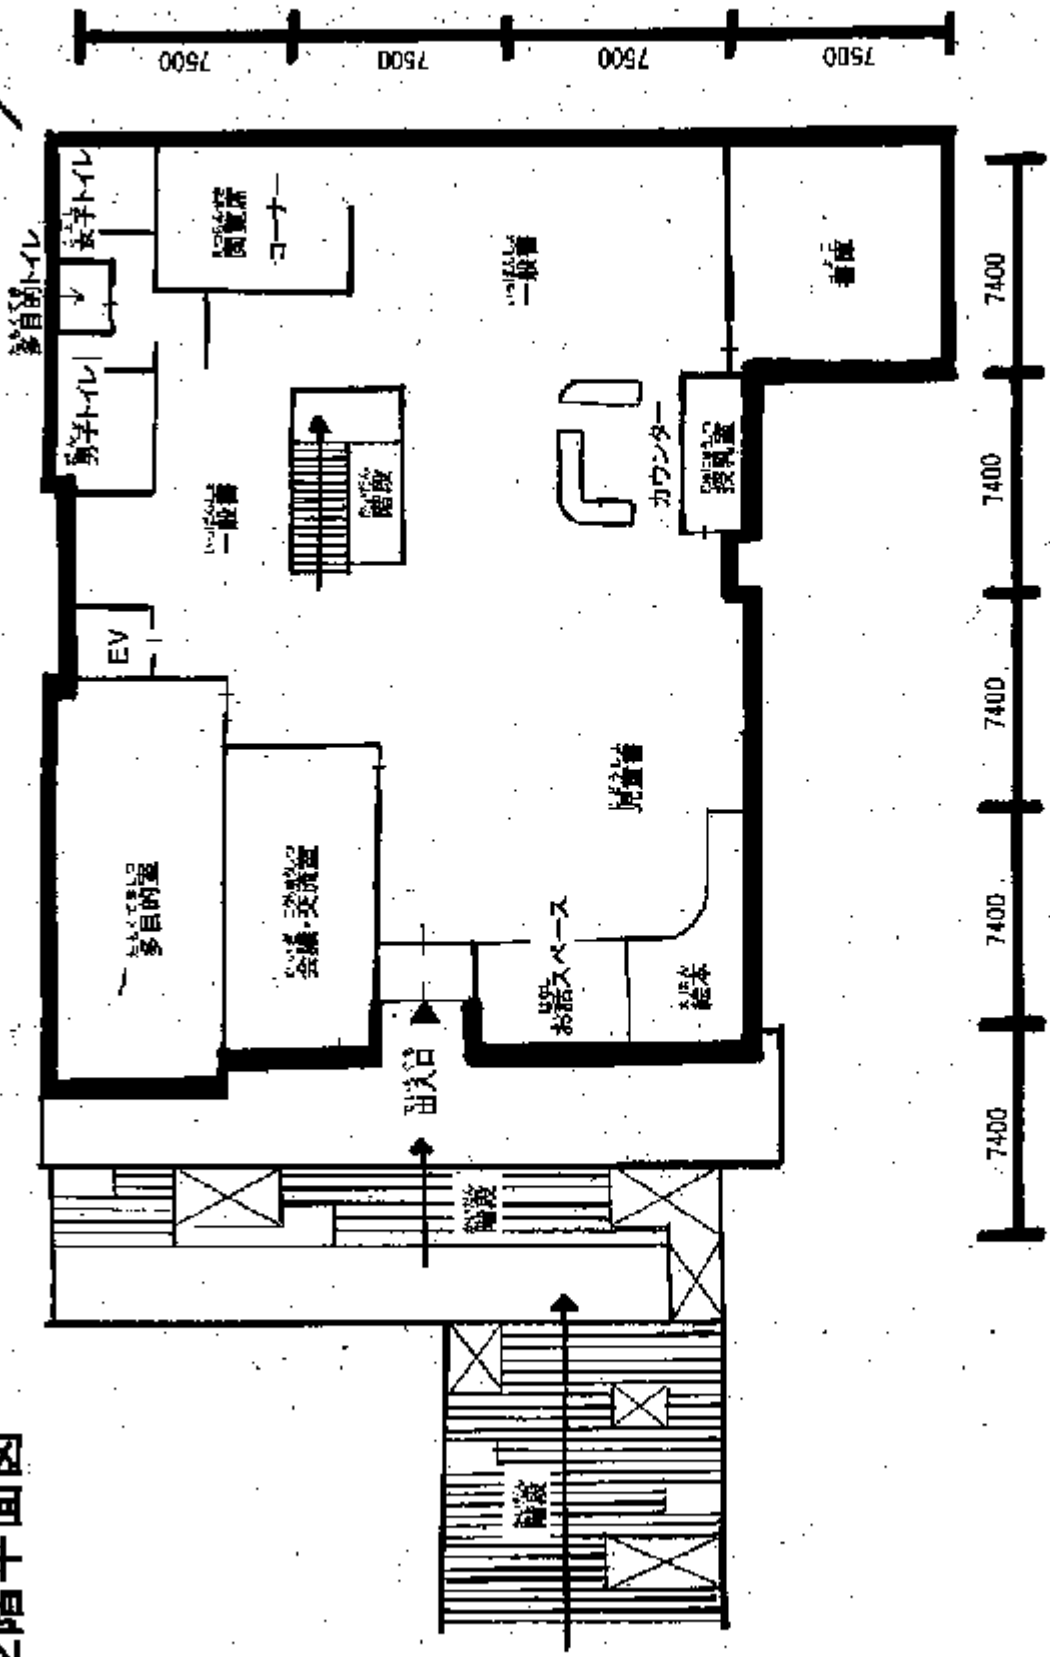 階平面図
多目的トイレ
女子トイレ
男子トイレ
閲覧席
コーナー
一般書
書庫
一般書
階段
カウンター
授乳室
EV
多目的室
会議・交流室
児童書
お話スペース
絵本
出入口
階段
階段
7500
7500
7500
7500
7400
7400
7400
7400
7400